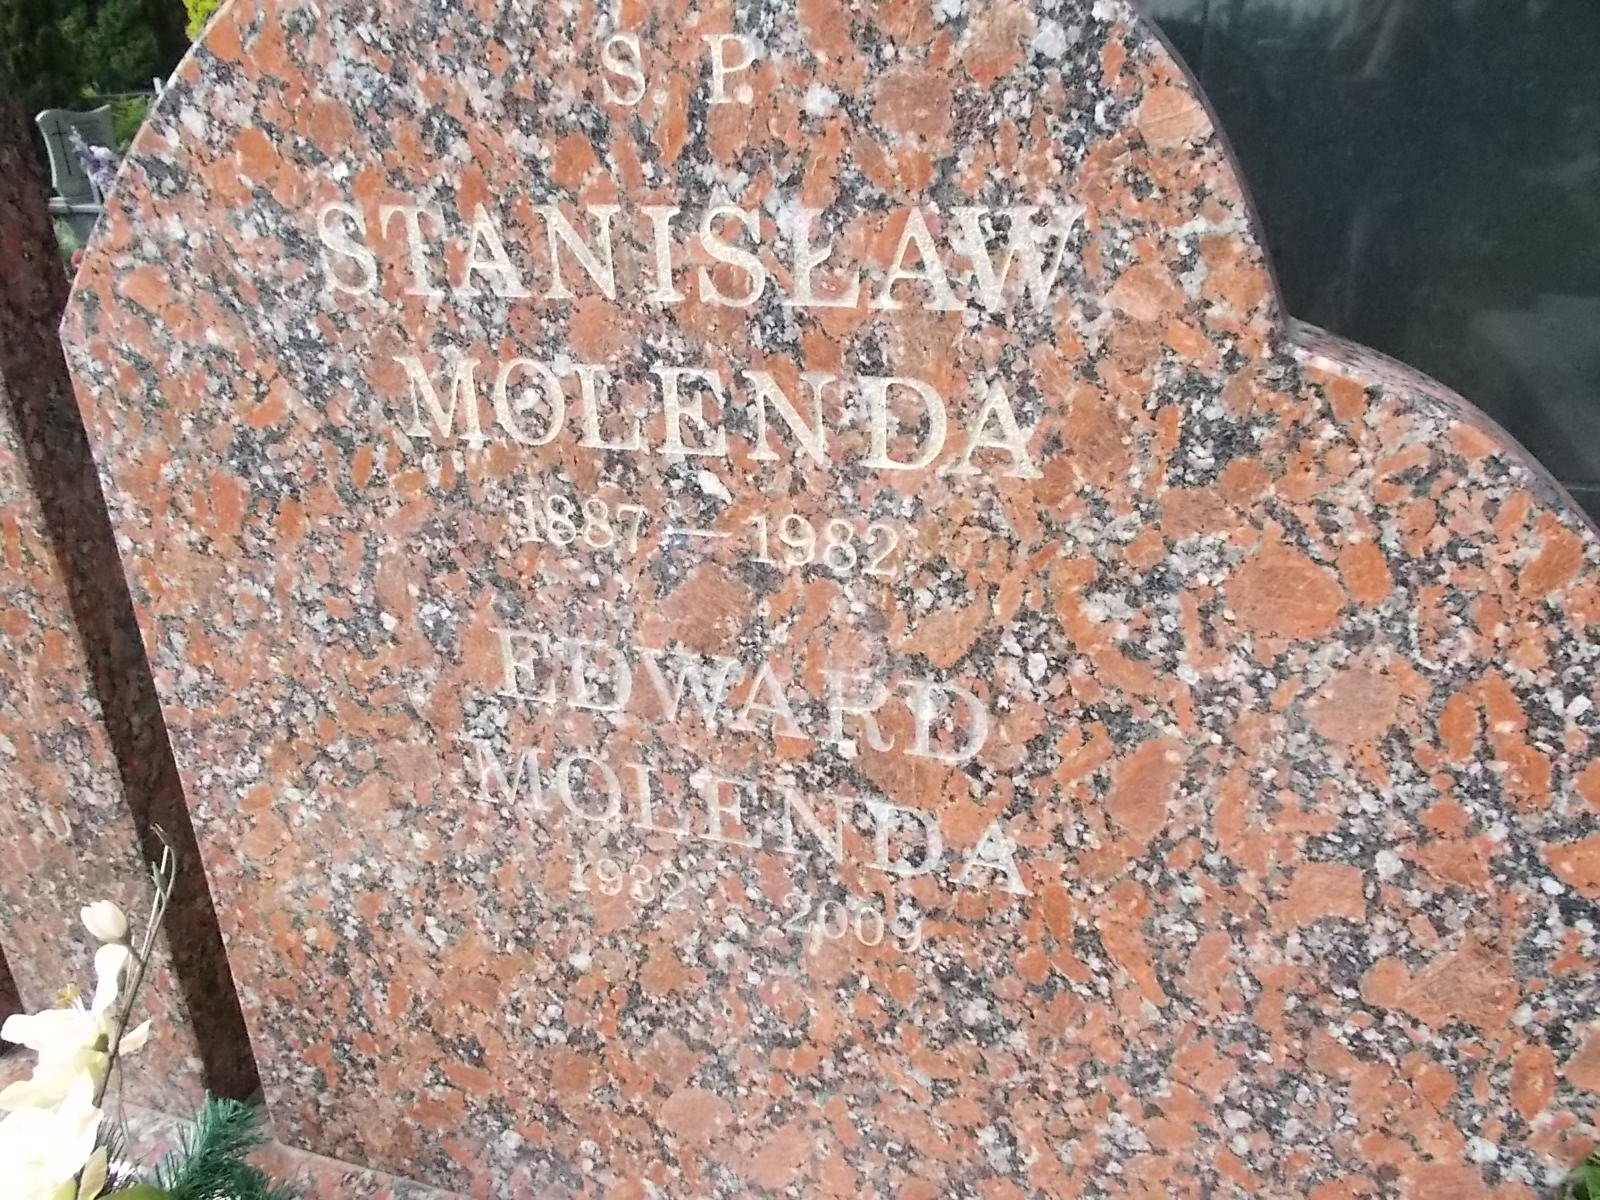 S. P.
STANISŁAW
MOLENDA
1887 — 1982
EDWARD
MOLENDA
1932 2009